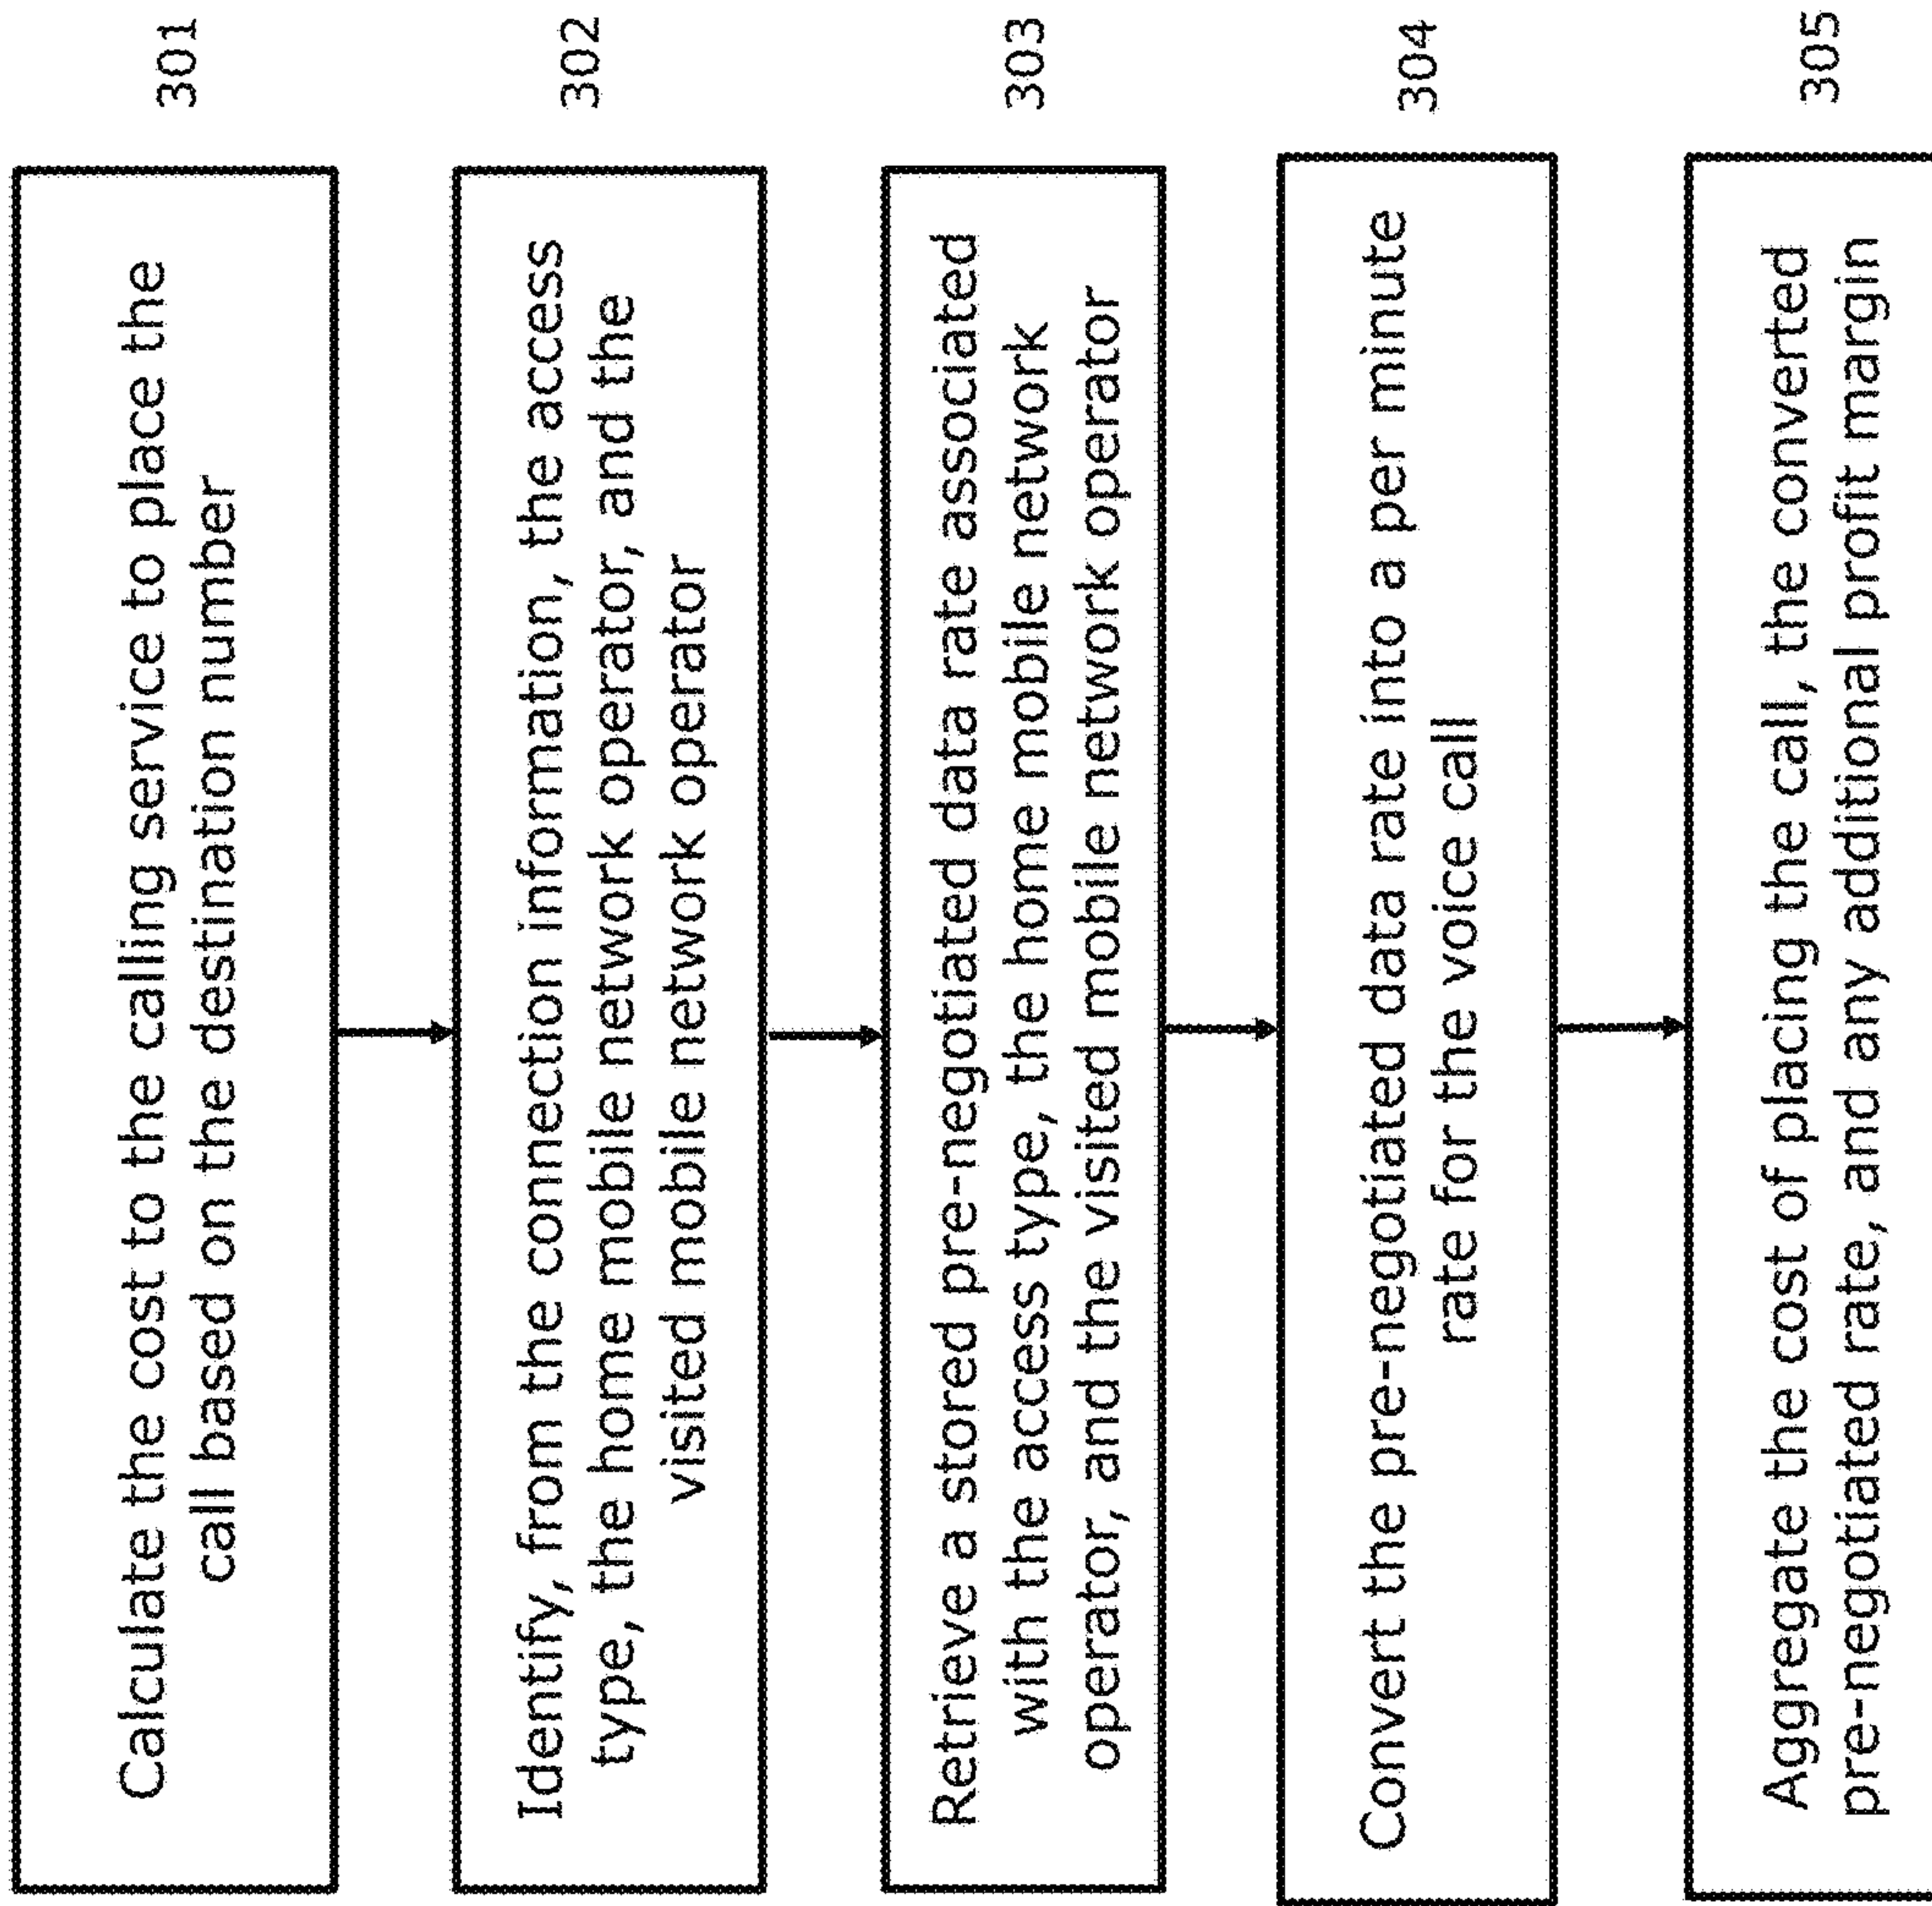 Calculate the cost to the calling service to place the
call based on the destination number
301
Identify, from the connection information, the access
type, the home mobile network operator, and the
visited mobile network operator
302
Retrieve a stored pre-negotiated data rate associated
with the access type, the home mobile network
operator, and the visited mobile network operator
303
Convert the pre-negotiated data rate into a per minute
rate for the voice call
304
Aggregate the cost of placing the call, the converted
pre-negotiated rate, and any additional profit margin
305